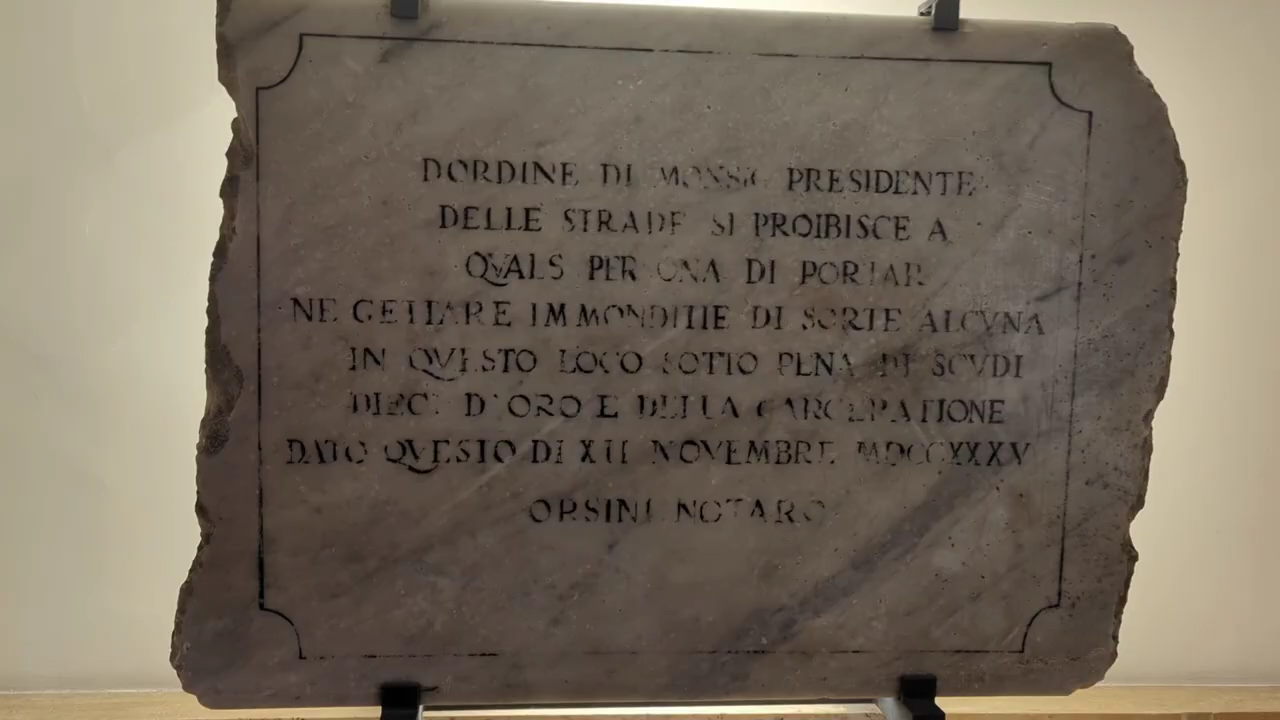 DORDINE DI MONSIG PRESIDENTE
DELLE STRADE SI PROIBISCE A
QVALS PERSONA DI PORTAR
NE GETTARE IMMONDITIE DI SORTE ALCVNA
IN QVESTO LOCO SOTTO PENA DI SCVDI
DIECI D'ORO E DELLA CARCERATIONE
DATO QVESTO DI XII NOVEMBRE MDCCXXXV
ORSINI NOTARO